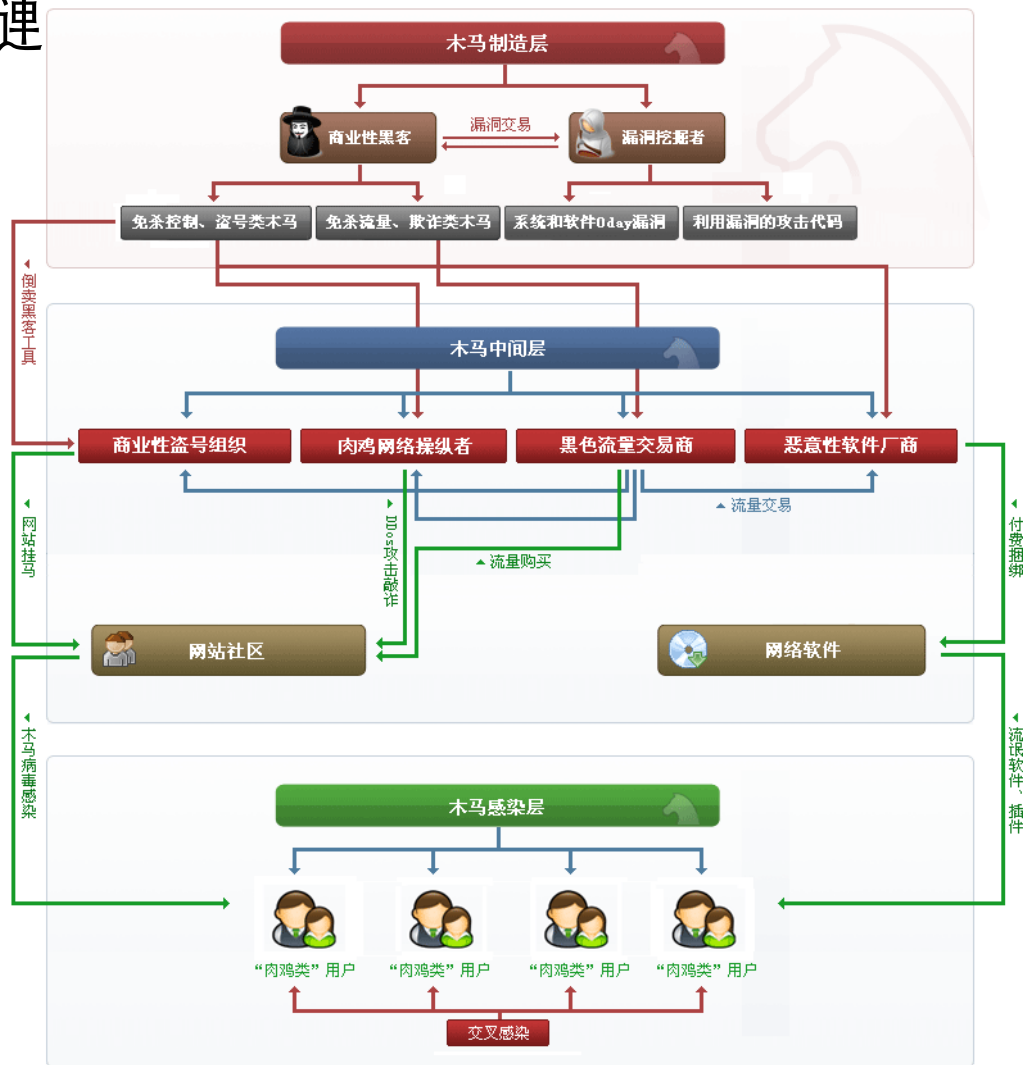 連
木马制造层
商业性黑客
漏洞交易
漏洞挖掘者
免杀控制、盗号类木马
免杀流量、欺诈类木马
系统和软件0day漏洞
利用漏洞的攻击代码
倒卖黑客工具
木马中间层
商业性盗号组织
肉鸡网络操纵者
黑色流量交易商
恶意性软件厂商
流量交易
网站挂马
DDos攻击敲诈
流量购买
付费捆绑
网站社区
网络软件
木马病毒感染
流氓软件、插件
木马感染层
“肉鸡类”用户
“肉鸡类”用户
“肉鸡类”用户
“肉鸡类”用户
交叉感染